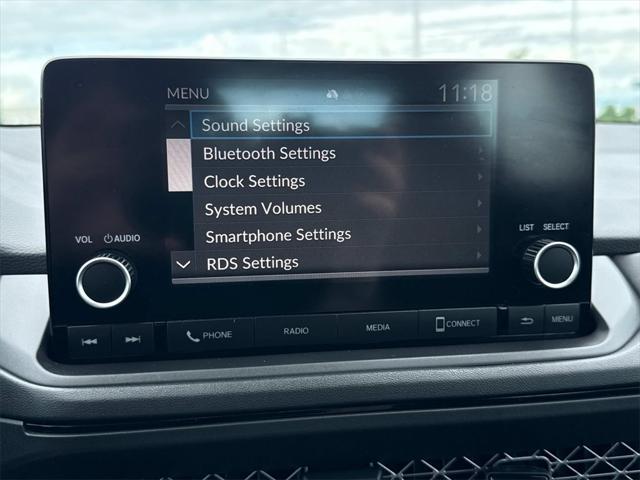 MENU 11:18
Sound Settings
Bluetooth Settings
Clock Settings
System Volumes
Smartphone Settings
RDS Settings
VOL AUDIO
LIST SELECT
PHONE RADIO MEDIA CONNECT MENU